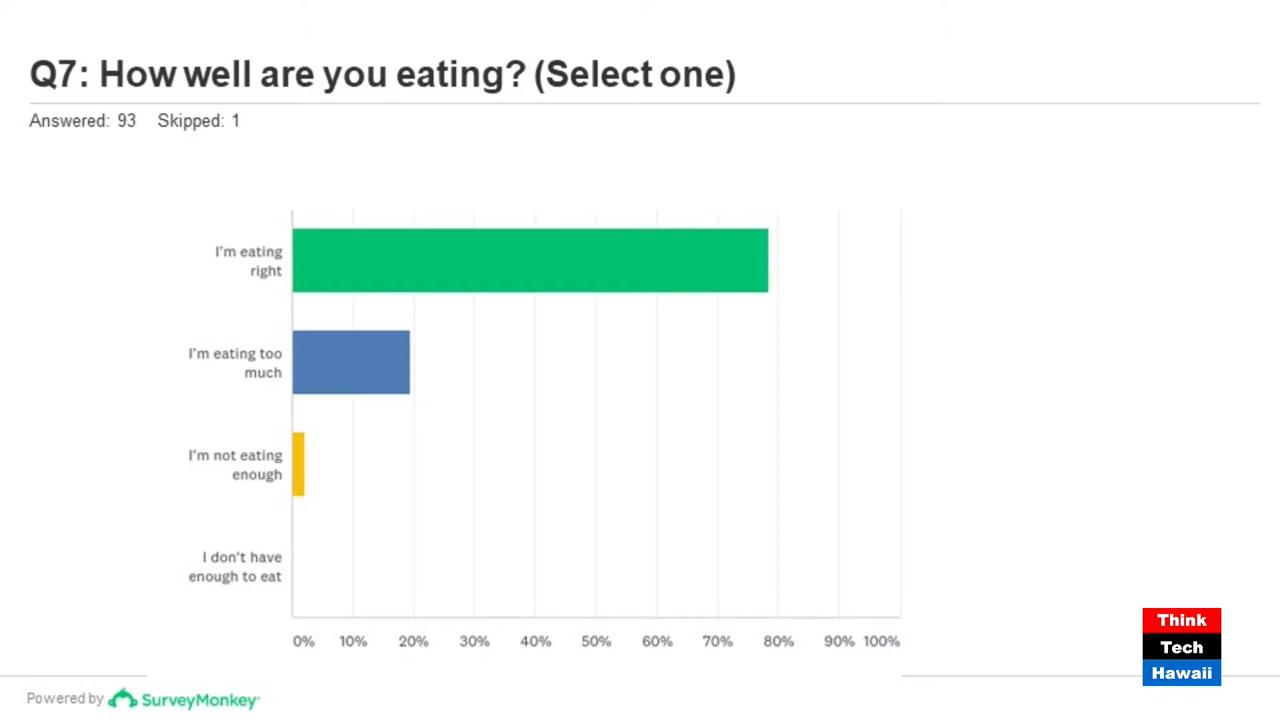 Q7: How well are you eating? (Select one)
Answered: 93 Skipped: 1
I'm eating
right
I'm eating too
much
I'm not eating
enough
I don't have
enough to eat
0% 10% 20% 30% 40% 50% 60% 70% 80% 90% 100%
Think
Tech
Hawaii
Powered by SurveyMonkey